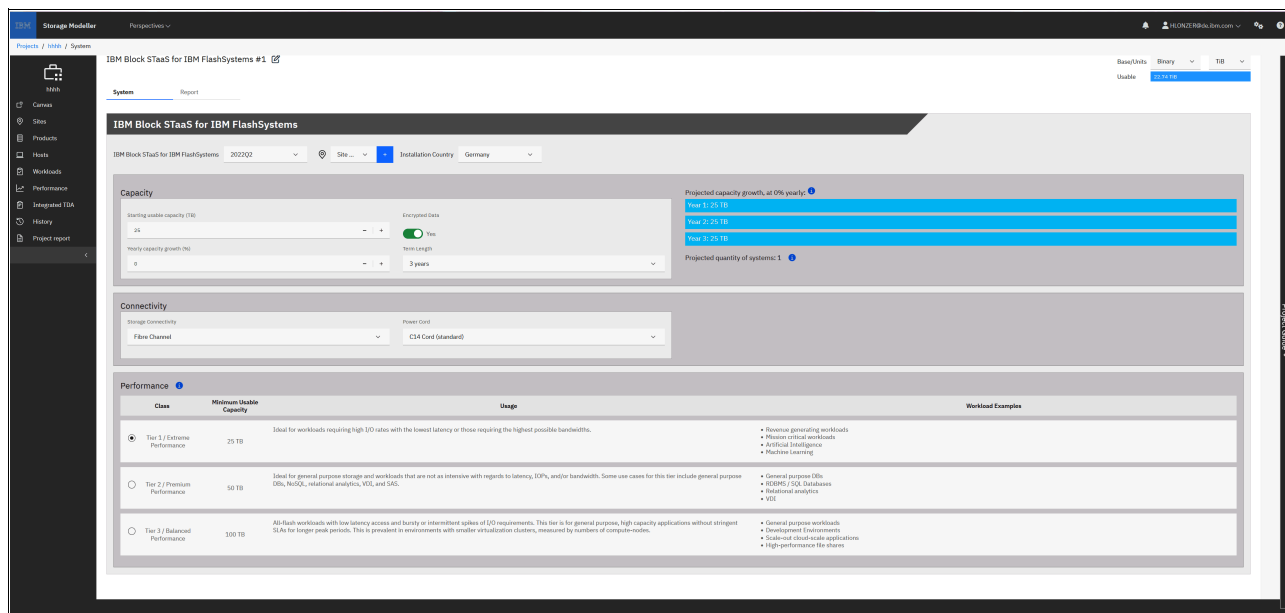 IBM Storage Modeller Perspectives HLONZER@de.ibm.com
Projects / hhhh / System
IBM Block STaaS for IBM FlashSystems #1
Base/Units Binary TiB
Usable 22.74 TiB
hhhh
Canvas
Sites
Products
Hosts
Workloads
Performance
Integrated TDA
History
Project report
System Report
IBM Block STaaS for IBM FlashSystems
IBM Block STaaS for IBM FlashSystems 2022Q2 Site ... + Installation Country Germany
Capacity
Starting usable capacity (TB)
25 - +
Yearly capacity growth (%)
0 - +
Encrypted Data
Yes
Term Length
3 years
Projected capacity growth, at 0% yearly:
Year 1: 25 TB
Year 2: 25 TB
Year 3: 25 TB
Projected quantity of systems: 1
Connectivity
Storage Connectivity
Fibre Channel
Power Cord
C14 Cord (standard)
Performance
Class Minimum Usable Capacity Usage Workload Examples
Tier 1 / Extreme
Performance
25 TB
Ideal for workloads requiring high I/O rates with the lowest latency or those requiring the highest possible bandwidths.
• Revenue generating workloads
• Mission critical workloads
• Artificial Intelligence
• Machine Learning
Tier 2 / Premium
Performance
50 TB
Ideal for general purpose storage and workloads that are not as intensive with regards to latency, IOPs, and/or bandwidth. Some use cases for this tier include general purpose
DBs, NoSQL, relational analytics, VDI, and SAS.
• General purpose DBs
• RDBMS / SQL Databases
• Relational analytics
• VDI
Tier 3 / Balanced
Performance
100 TB
All-flash workloads with low latency access and bursty or intermittent spikes of I/O requirements. This tier is for general purpose, high capacity applications without stringent
SLAs for longer peak periods. This is prevalent in environments with smaller virtualization clusters, measured by numbers of compute-nodes.
• General purpose workloads
• Development Environments
• Scale-out cloud-scale applications
• High-performance file shares